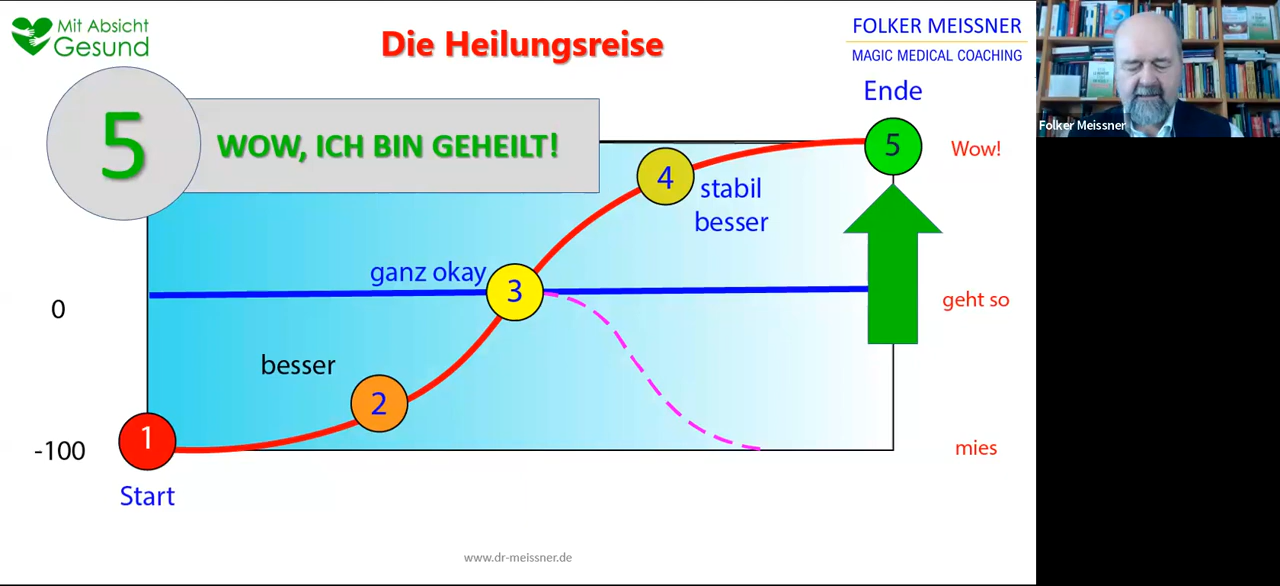 Mit Absicht
Gesund
Die Heilungsreise
FOLKER MEISSNER
MAGIC MEDICAL COACHING
Ende
5
WOW, ICH BIN GEHEILT!
5
Wow!
4
stabil
besser
ganz okay
3
0
geht so
besser
2
1
-100
mies
Start
www.dr-meissner.de
Folker Meissner